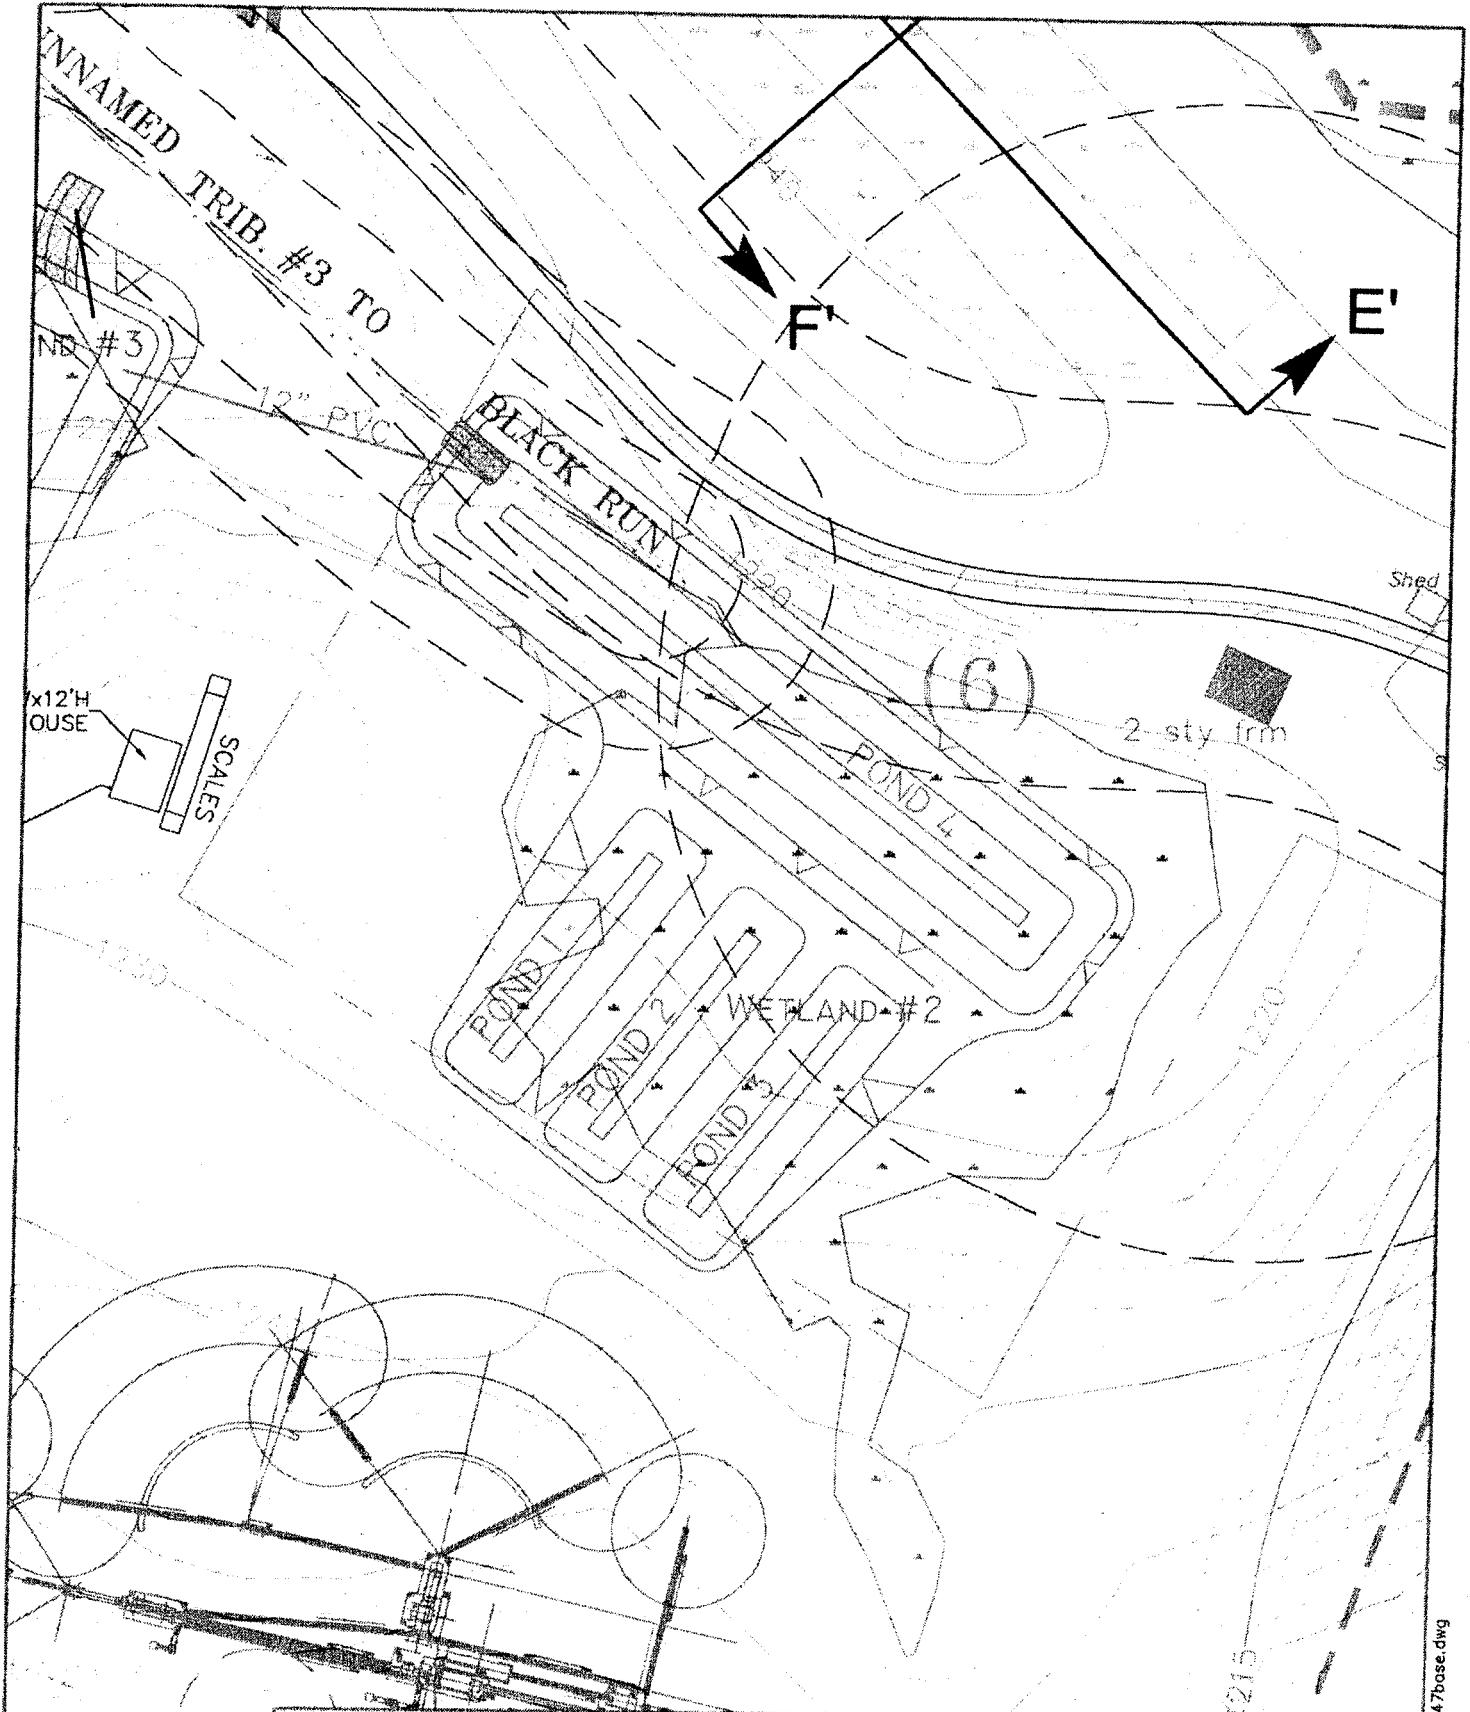 UNNAMED TRIB. #3 TO
BLACK RUN
F'
E'
ND #3
12" PVC
1220
Shed
(6)
2 sty frm
/x12'H
OUSE
SCALES
POND 4
POND 1
POND 2
POND 3
WETLAND #2
1220
47base.dwg